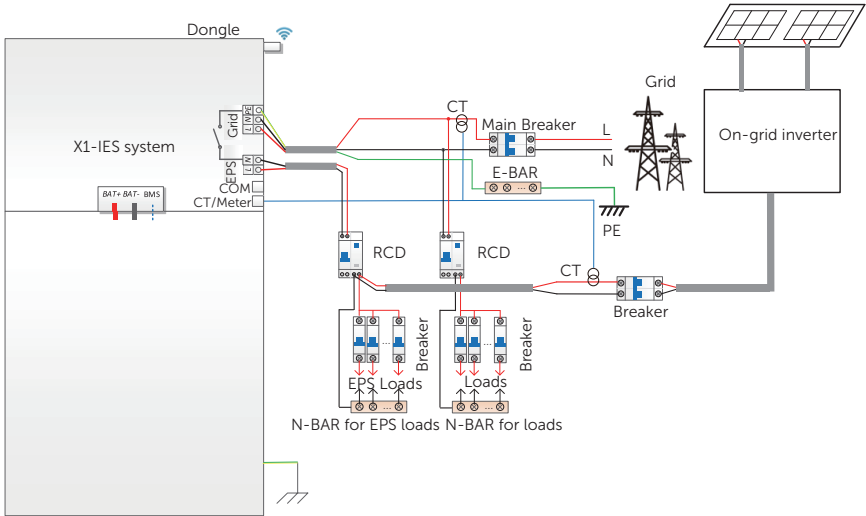 Dongle
X1-IES system
Grid
PE
N
L
EPS
N
L
BAT+ BAT- BMS
COM
CT/Meter
CT
Main Breaker
L
N
Grid
E-BAR
...
PE
On-grid inverter
RCD
RCD
CT
Breaker
...
Breaker
...
Breaker
EPS Loads
Loads
...
...
N-BAR for EPS loads
N-BAR for loads